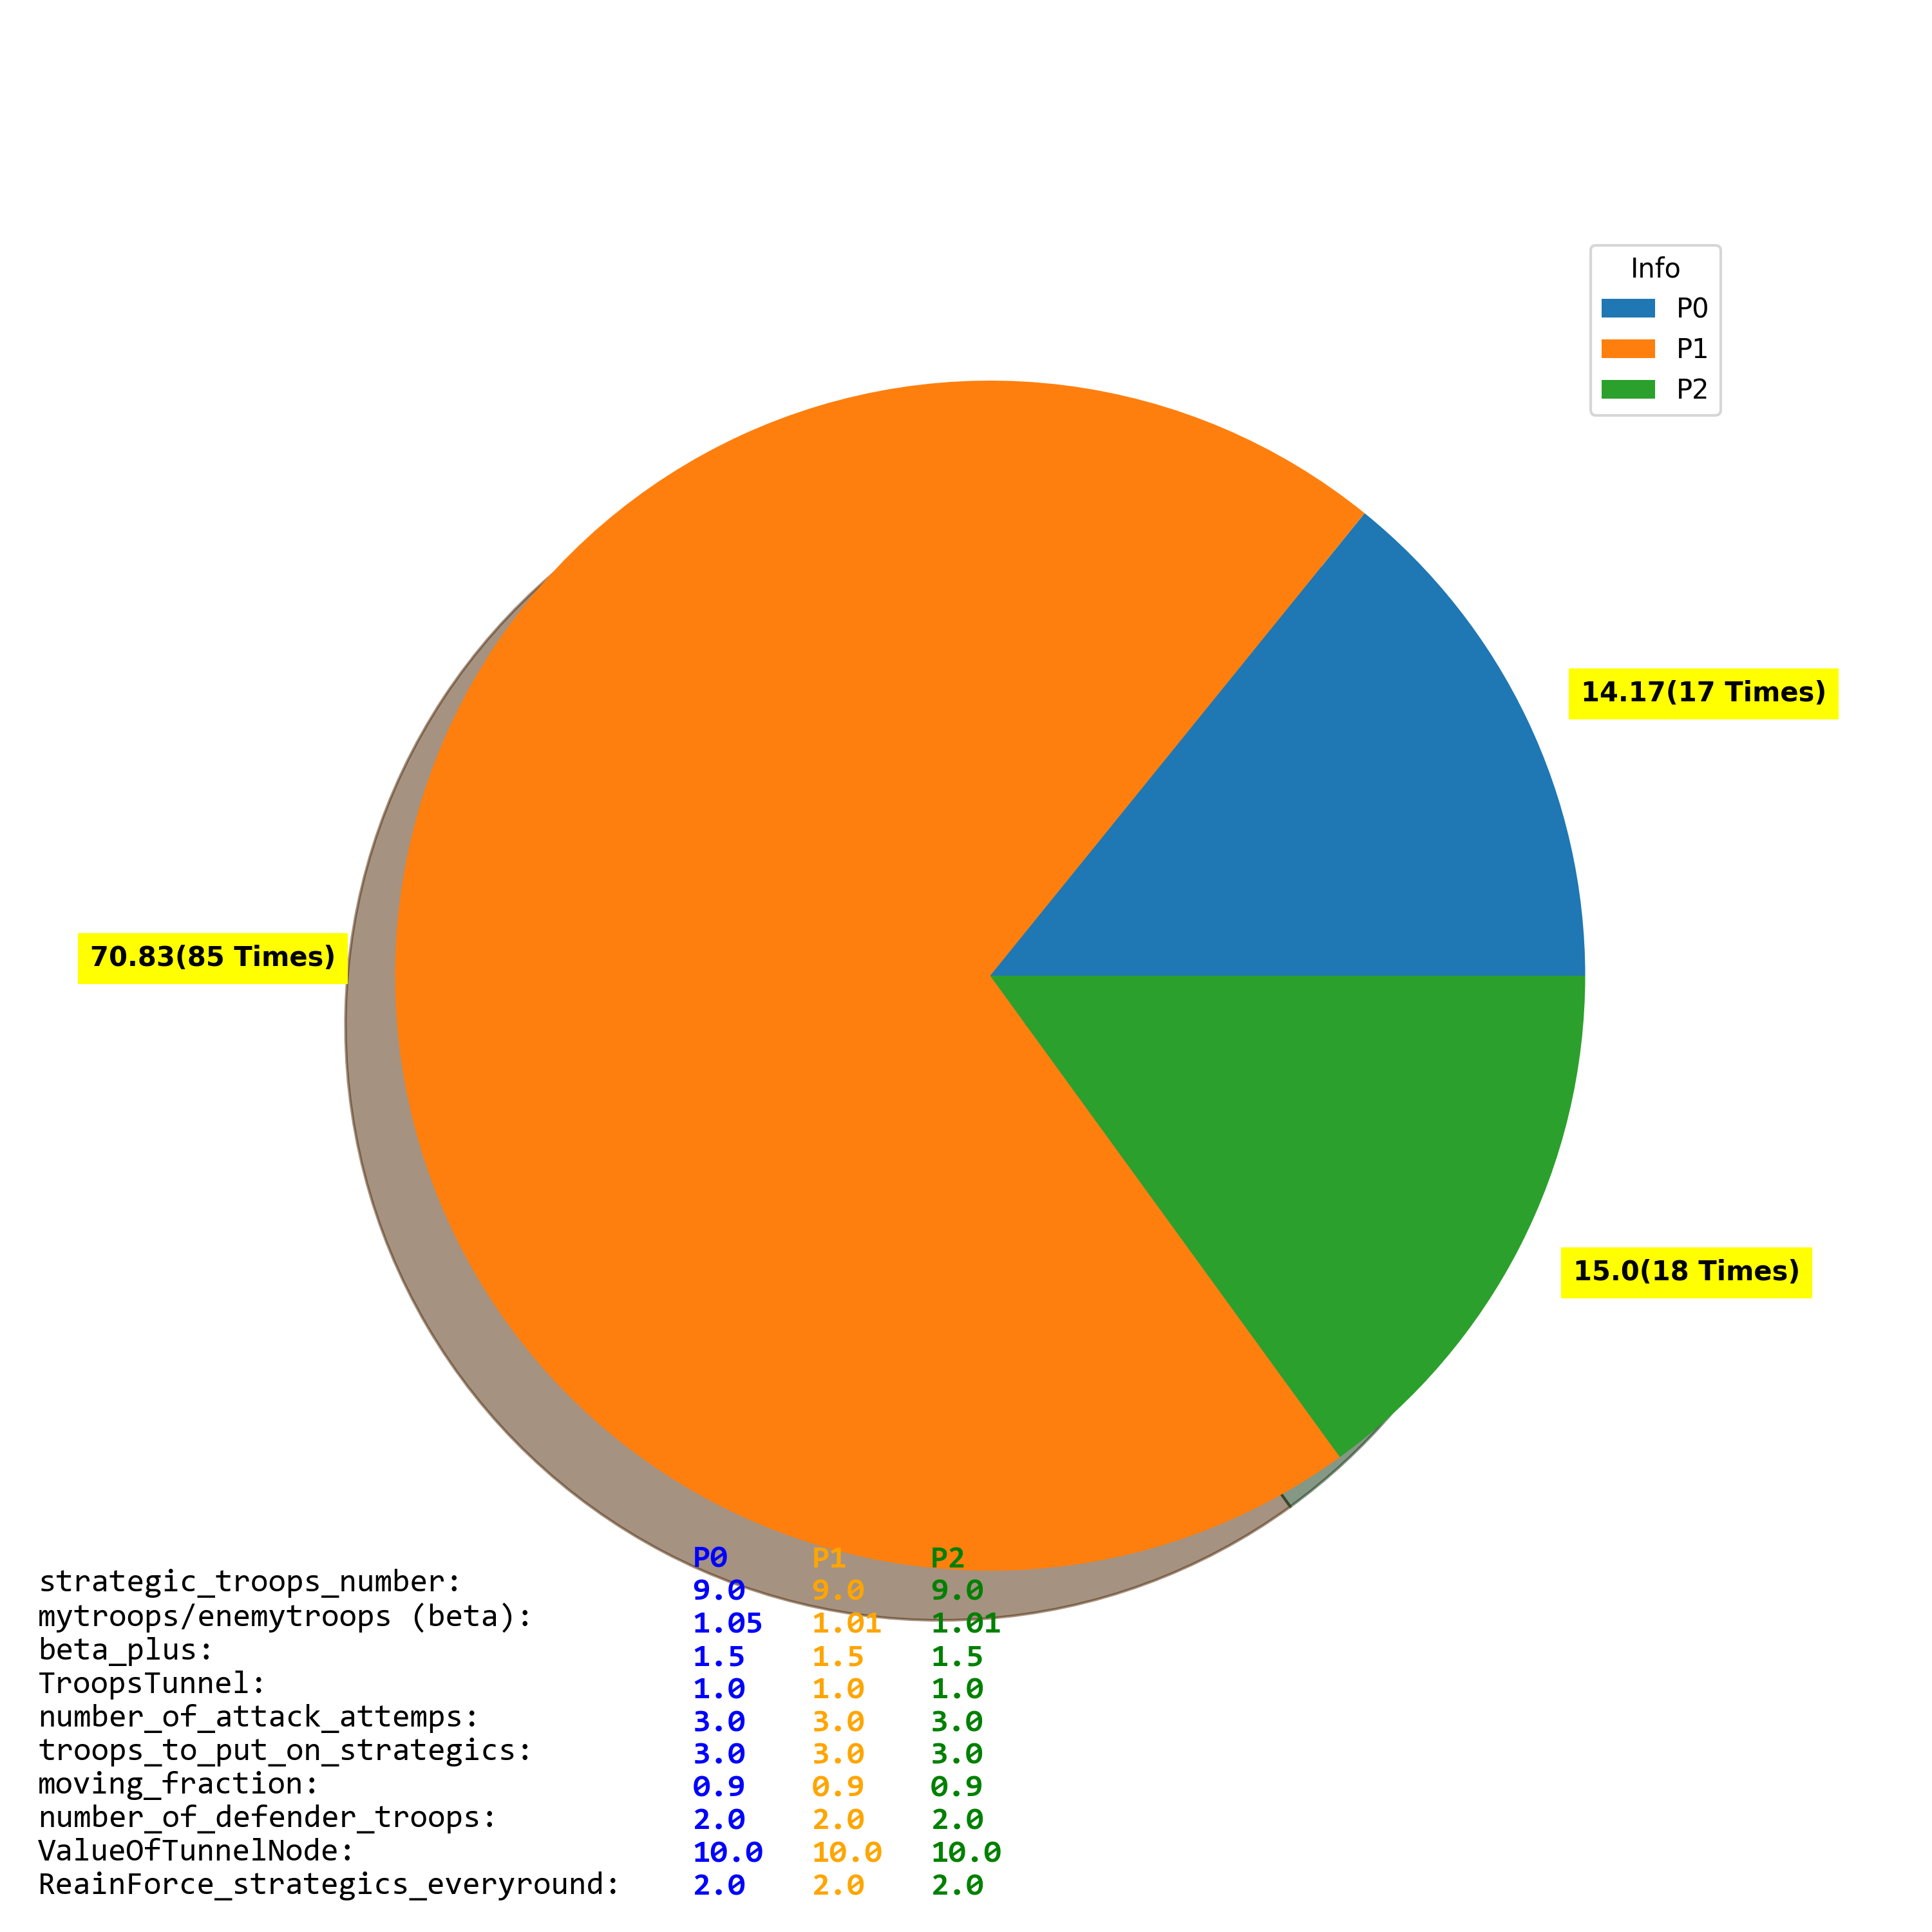 Info
P0
P1
P2
14.17(17 Times)
70.83(85 Times)
15.0(18 Times)
P0 P1 P2
strategic_troops_number: 9.0 9.0 9.0
mytroops/enemytroops (beta): 1.05 1.01 1.01
beta_plus: 1.5 1.5 1.5
TroopsTunnel: 1.0 1.0 1.0
number_of_attack_attemps: 3.0 3.0 3.0
troops_to_put_on_strategics: 3.0 3.0 3.0
moving_fraction: 0.9 0.9 0.9
number_of_defender_troops: 2.0 2.0 2.0
ValueOfTunnelNode: 10.0 10.0 10.0
ReainForce_strategics_everyround: 2.0 2.0 2.0